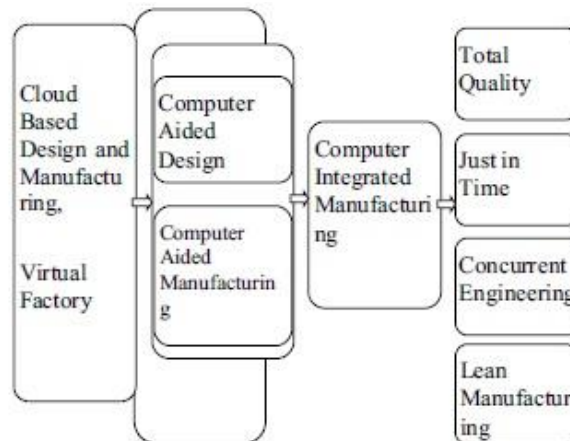 Cloud
Based
Design and
Manufactu
ring,
Virtual
Factory
Computer
Aided
Design
Computer
Aided
Manufacturin
g
Computer
Integrated
Manufacturi
ng
Total
Quality
Just in
Time
Concurrent
Engineering
Lean
Manufactur
ing